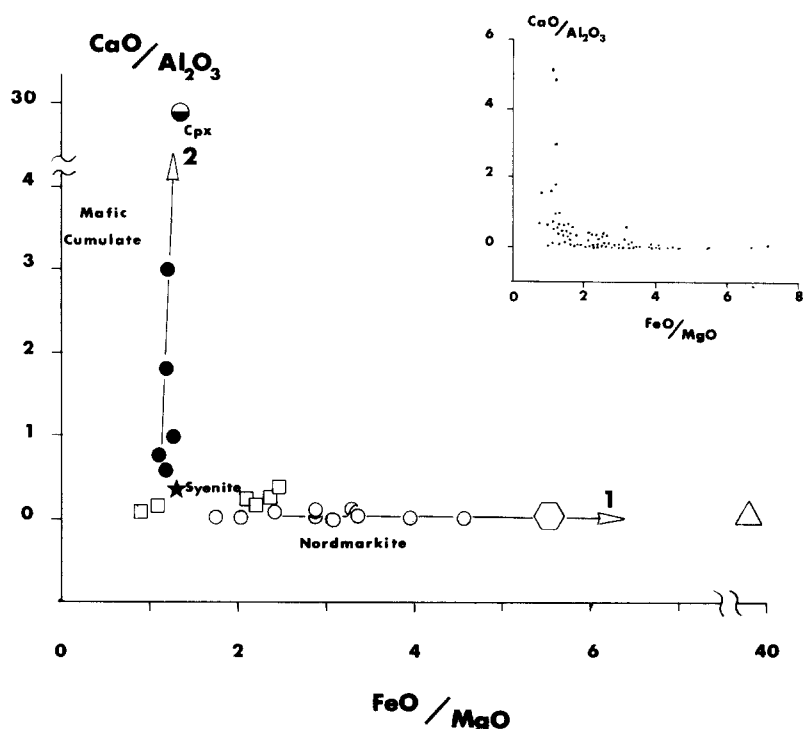 CaO/Al2O3
30
Cpx
2
4
Mafic
Cumulate
3
2
1
Syenite
0
1
Nordmarkite
0 2 4 6 40
FeO/MgO
CaO/Al2O3
6
4
2
0
0 2 4 6 8
FeO/MgO